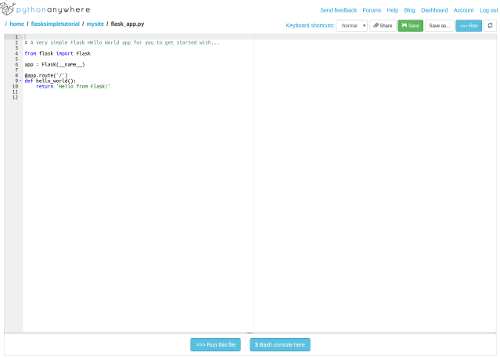 pythonanywhere
Send feedback Forums Help Blog Dashboard Account Log out
/ home / flasksimpletutorial / mysite / flask_app.py
Keyboard shortcuts: Normal Share Save Save as... >>> Run
1
2 # A very simple Flask Hello World app for you to get started with...
3
4 from flask import Flask
5
6 app = Flask(__name__)
7
8 @app.route('/')
9 def hello_world():
10 return 'Hello from Flask!'
11
12
>>> Run this file $ Bash console here